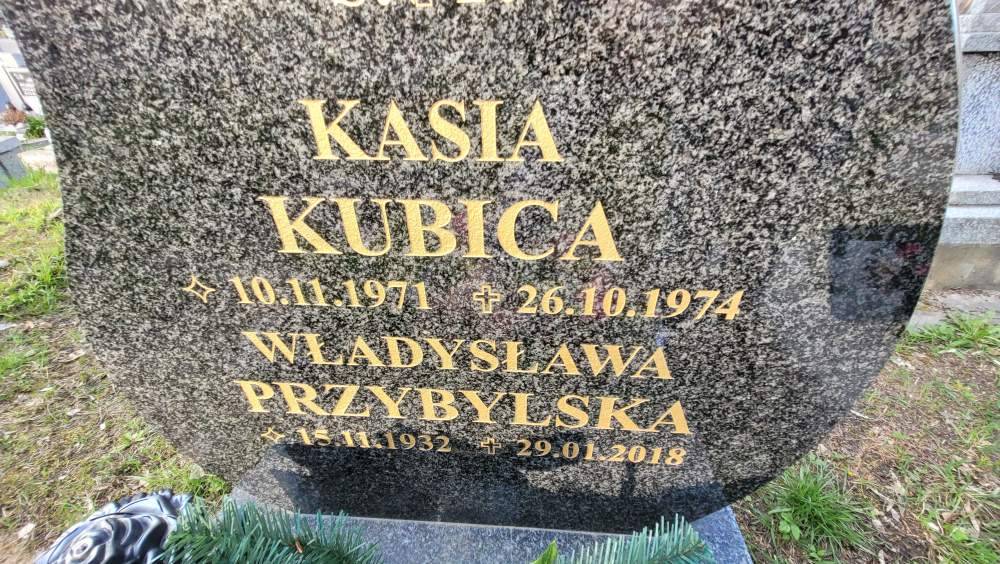 KASIA
KUBICA
10.11.1971 26.10.1974
WŁADYSŁAWA
PRZYBYLSKA
15.11.1932 29.01.2018